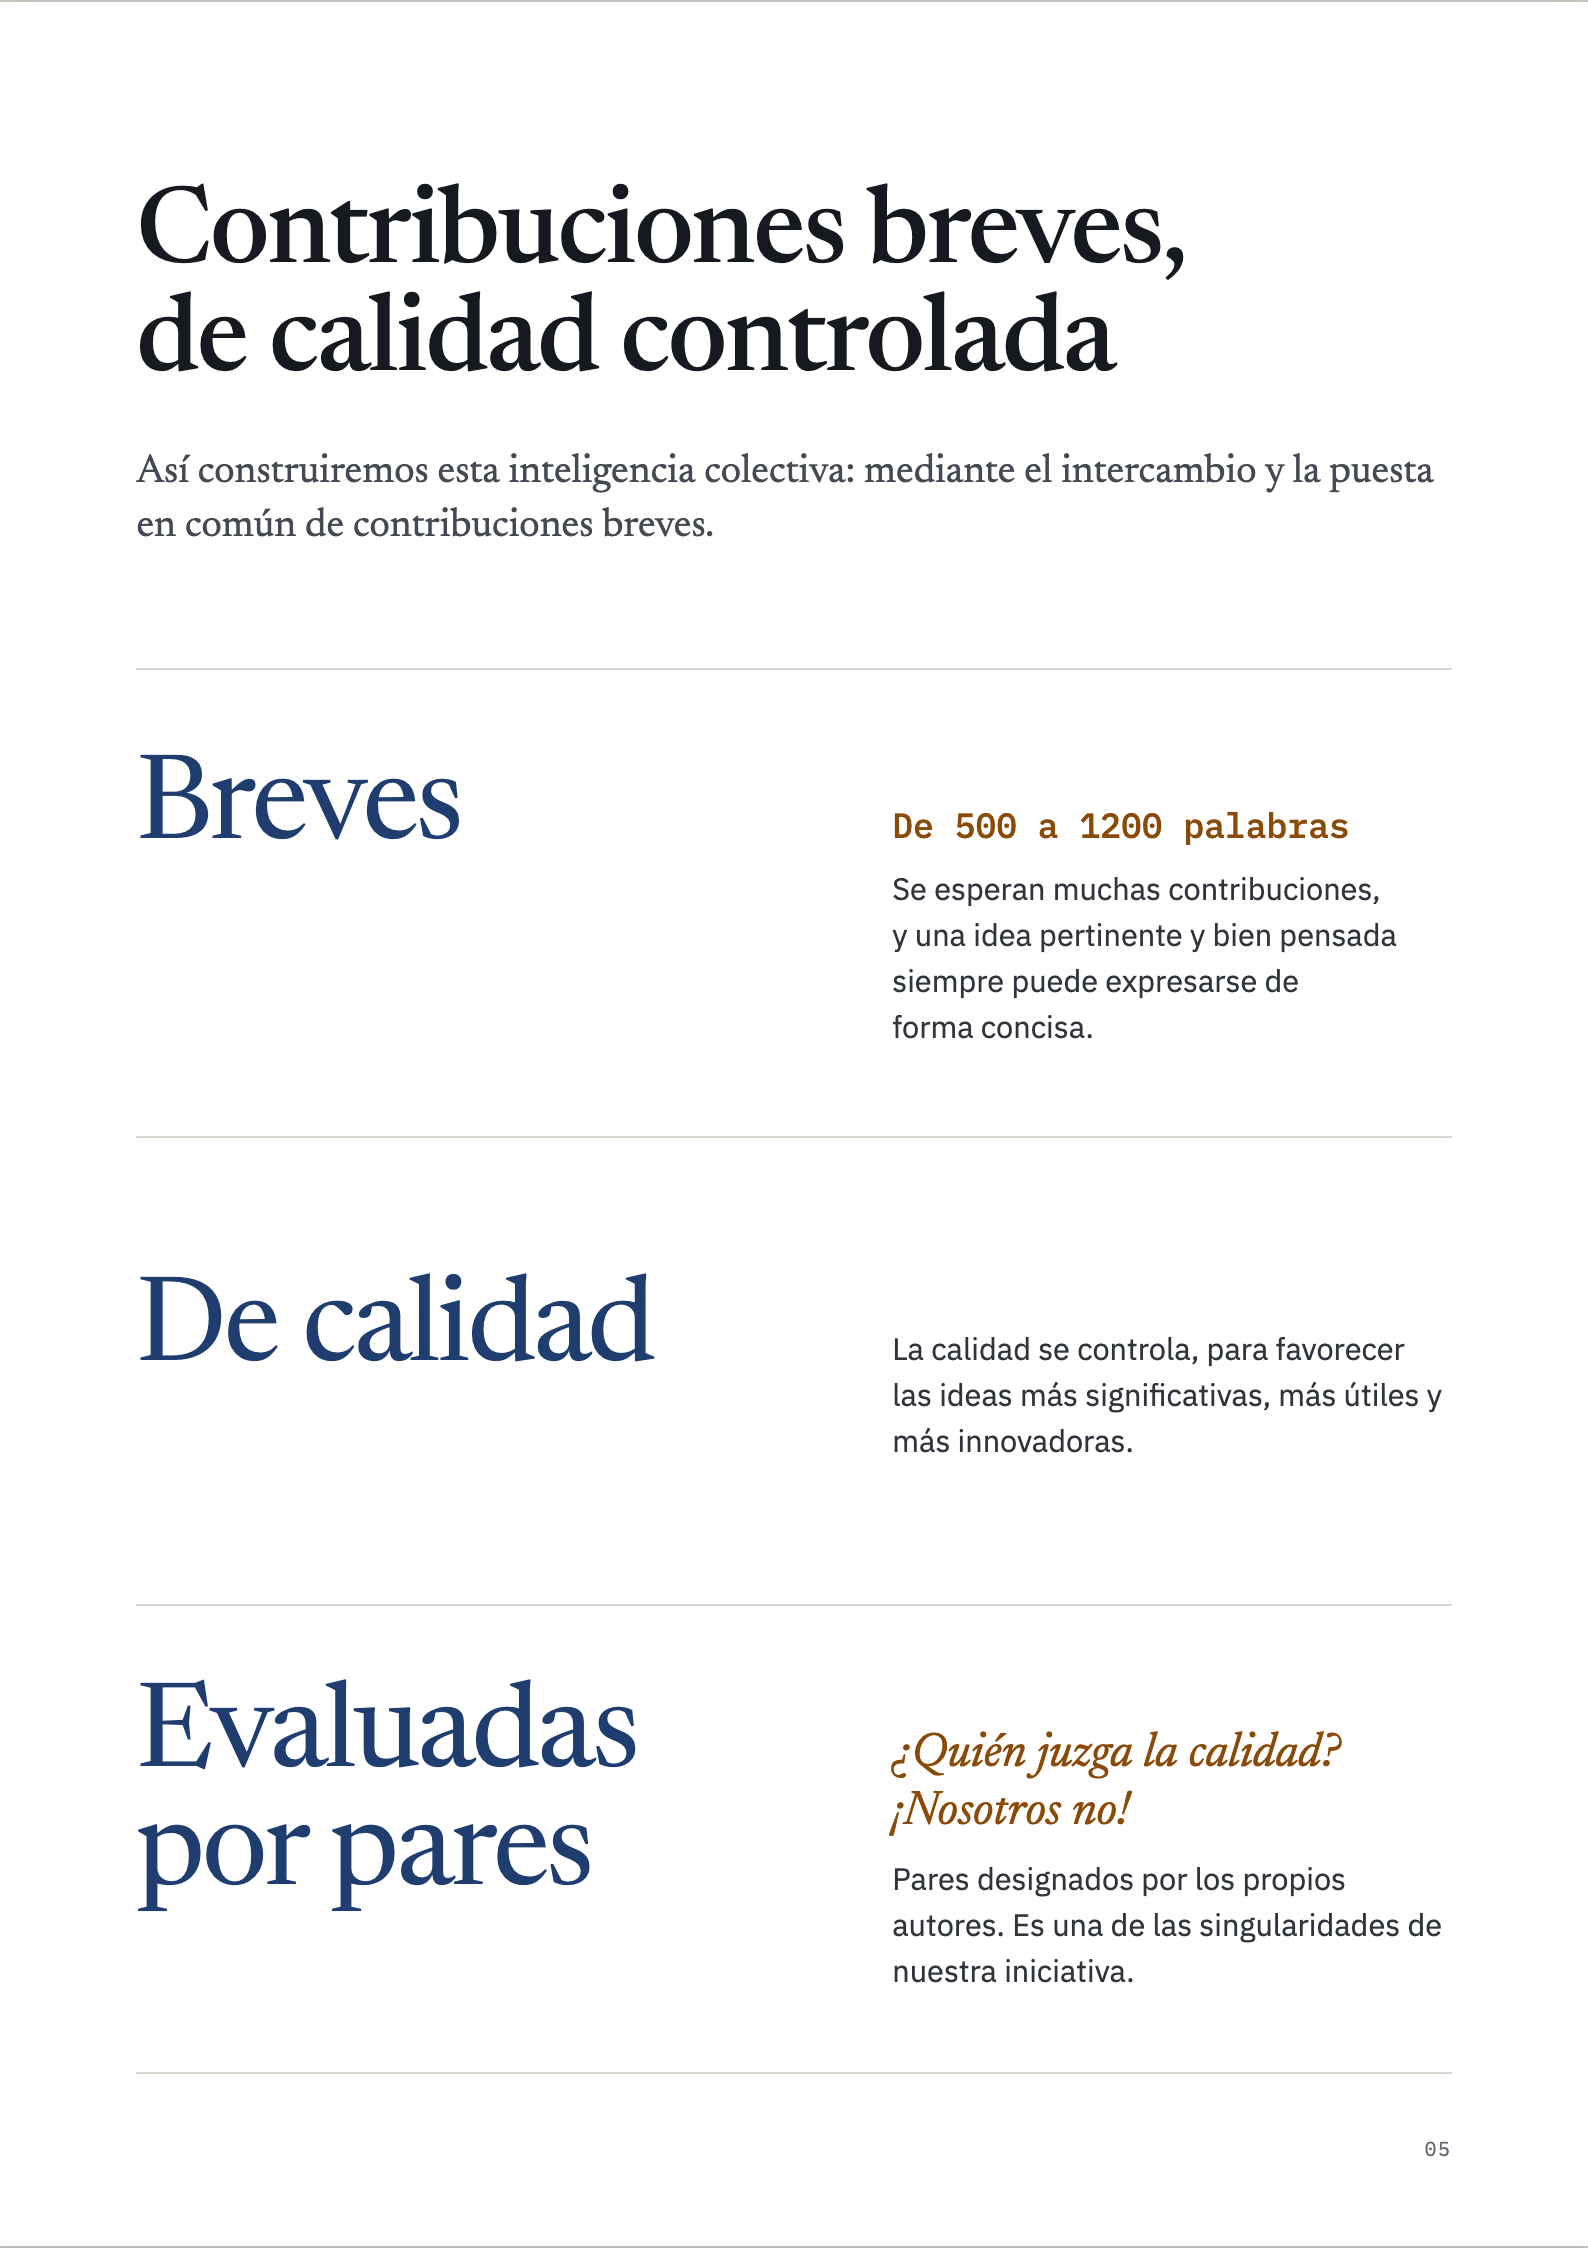 Contribuciones breves,
de calidad controlada
Así construiremos esta inteligencia colectiva: mediante el intercambio y la puesta
en común de contribuciones breves.
Breves
De 500 a 1200 palabras
Se esperan muchas contribuciones,
y una idea pertinente y bien pensada
siempre puede expresarse de
forma concisa.
De calidad
La calidad se controla, para favorecer
las ideas más significativas, más útiles y
más innovadoras.
Evaluadas
por pares
¿Quién juzga la calidad?
¡Nosotros no!
Pares designados por los propios
autores. Es una de las singularidades de
nuestra iniciativa.
05